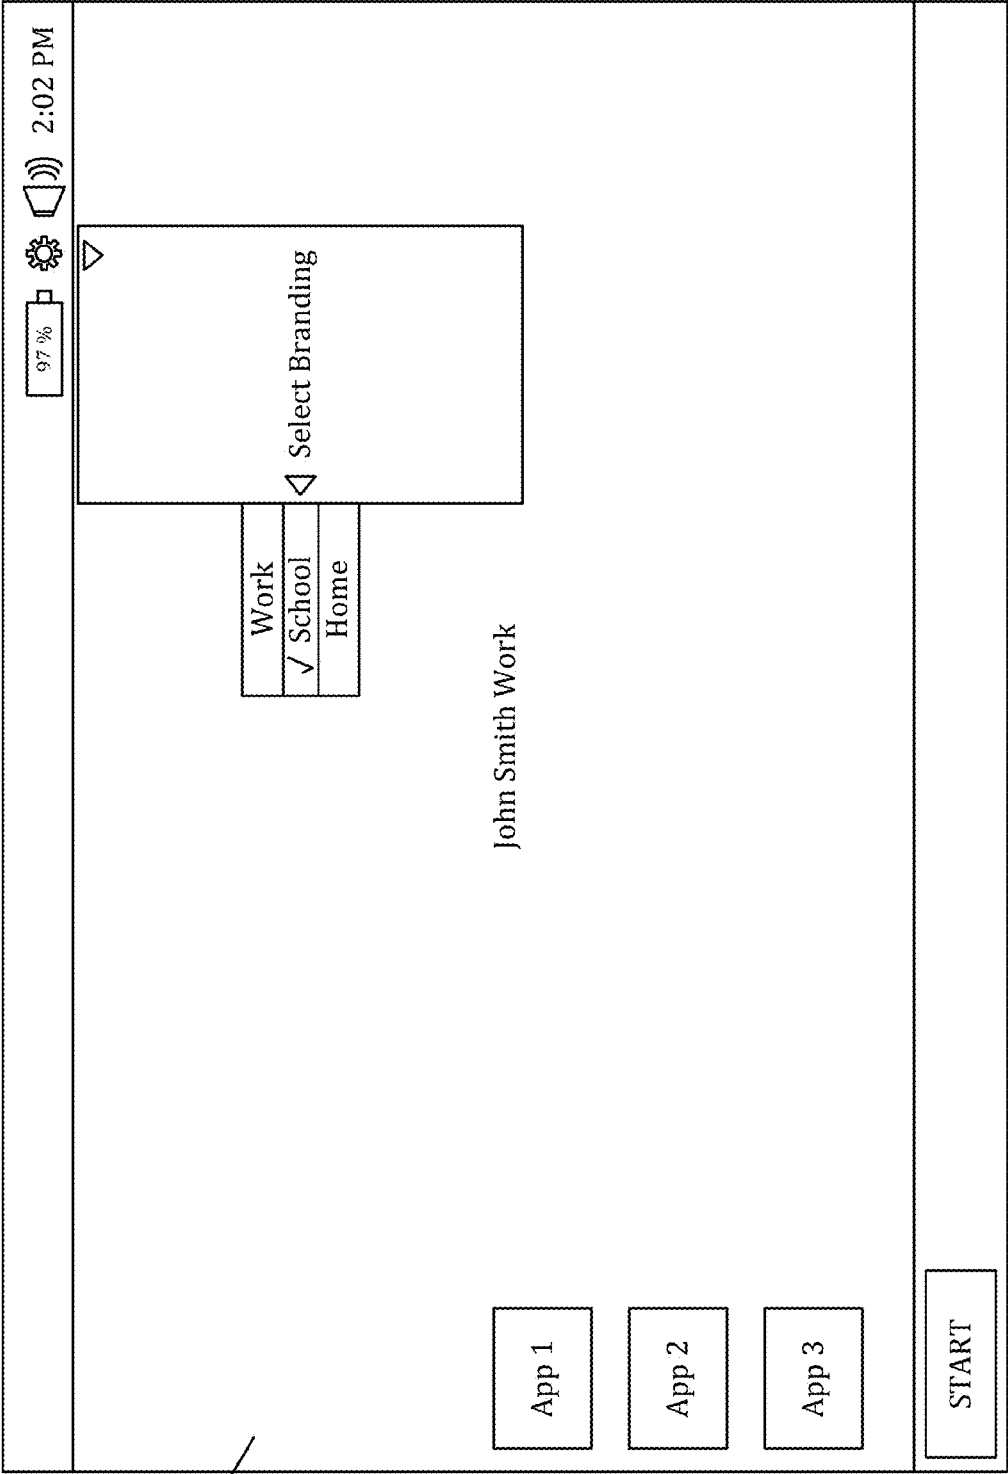 97 %
2:02 PM
Select Branding
Work
√ School
Home
John Smith Work
App 1
App 2
App 3
START